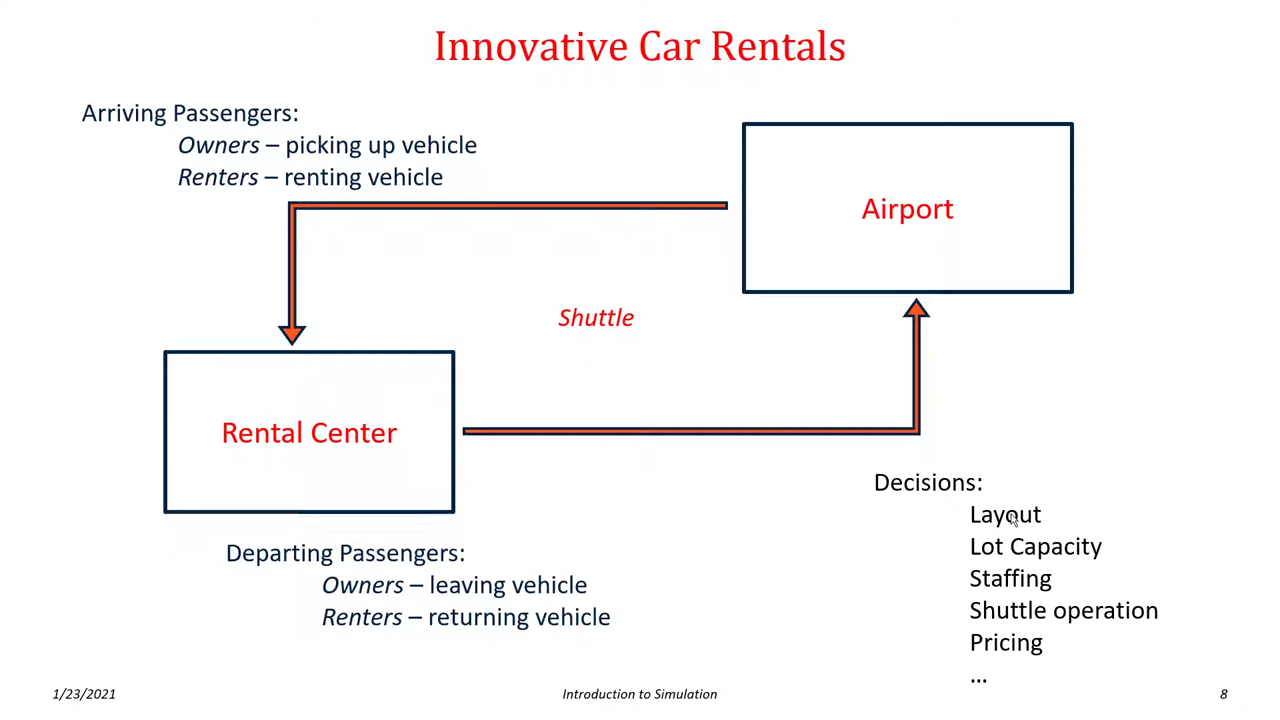 Innovative Car Rentals
Arriving Passengers:
Owners – picking up vehicle
Renters – renting vehicle
Airport
Shuttle
Rental Center
Decisions:
Layout
Lot Capacity
Staffing
Shuttle operation
Pricing
...
Departing Passengers:
Owners – leaving vehicle
Renters – returning vehicle
1/23/2021
Introduction to Simulation
8